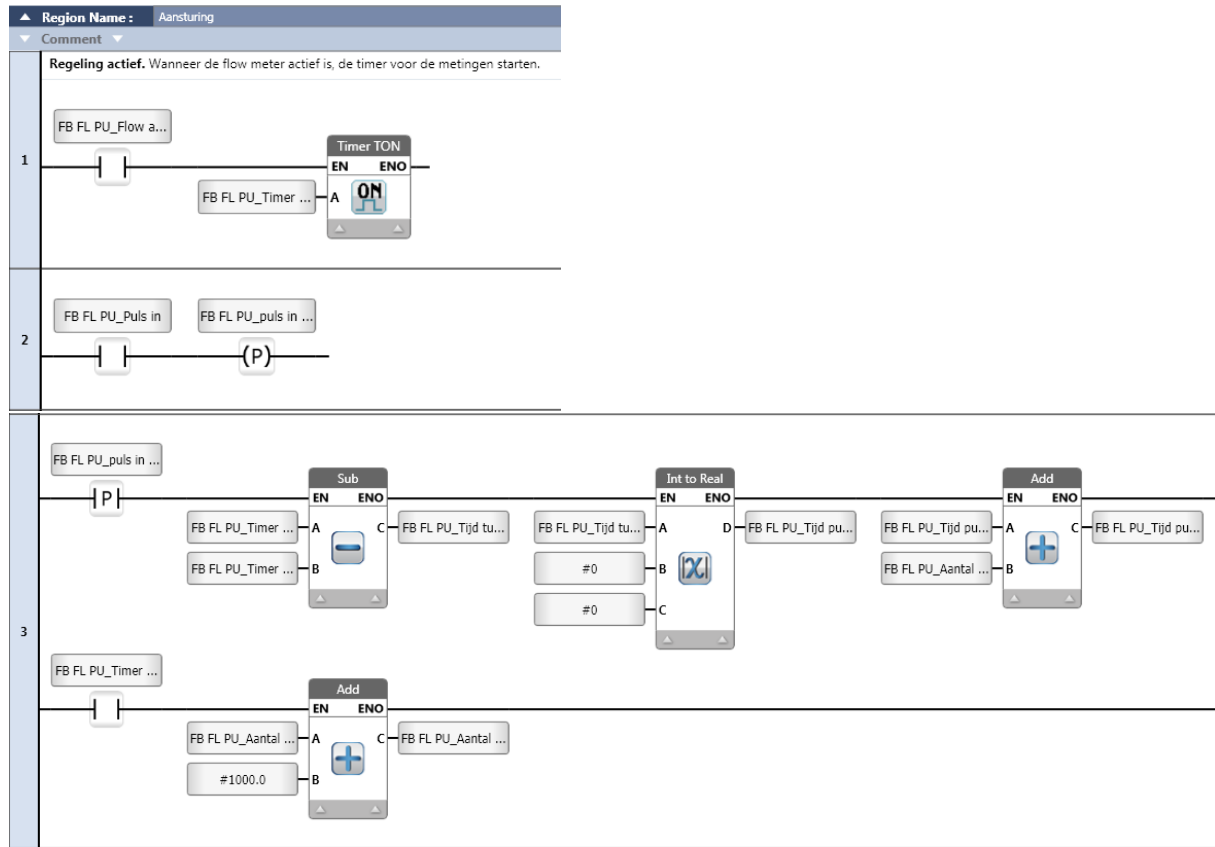 Region Name : Aansturing
Comment
Regeling actief. Wanneer de flow meter actief is, de timer voor de metingen starten.
1
FB FL PU_Flow a...
Timer TON
EN ENO
FB FL PU_Timer ... A ON
2
FB FL PU_Puls in FB FL PU_puls in ...
(P)
3
FB FL PU_puls in ...
P
Sub Int to Real Add
EN ENO EN ENO EN ENO
FB FL PU_Timer ... A C FB FL PU_Tijd tu... FB FL PU_Tijd tu... A D FB FL PU_Tijd pu... FB FL PU_Tijd pu... A C FB FL PU_Tijd pu...
FB FL PU_Timer ... B #0 B |X| FB FL PU_Aantal ... B
#0 C
FB FL PU_Timer ...
Add
EN ENO
FB FL PU_Aantal ... A C FB FL PU_Aantal ...
#1000.0 B